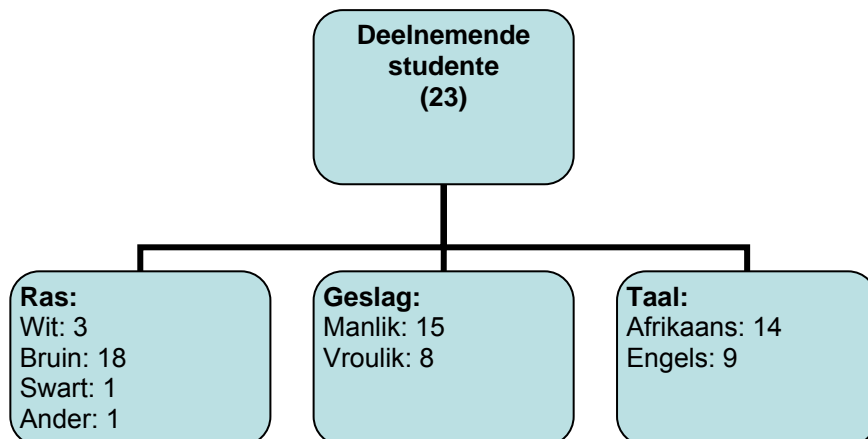 Deelnemende
studente
(23)
Ras:
Wit: 3
Bruin: 18
Swart: 1
Ander: 1
Geslag:
Manlik: 15
Vroulik: 8
Taal:
Afrikaans: 14
Engels: 9